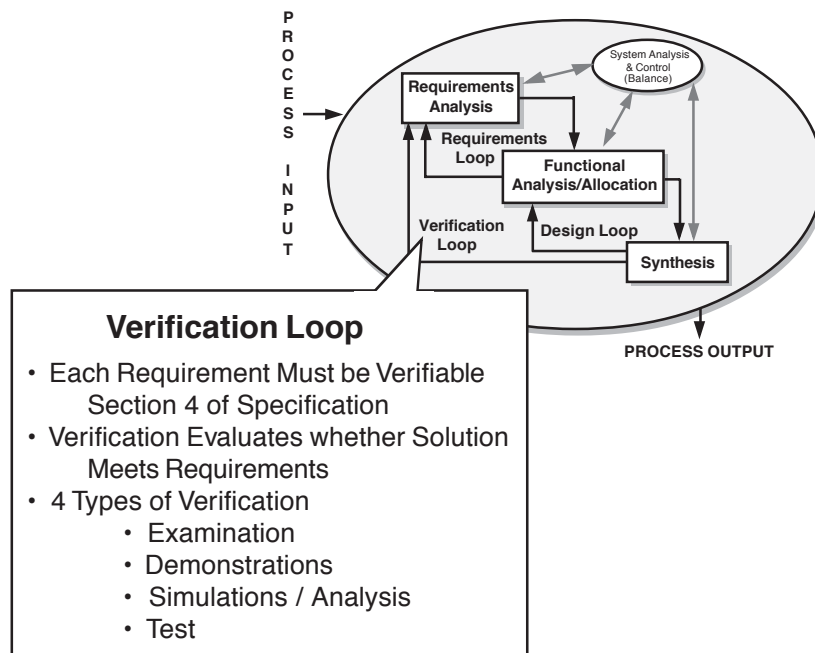 PROCESS INPUT
System Analysis
& Control
(Balance)
Requirements
Analysis
Requirements
Loop
Functional
Analysis/Allocation
Verification
Loop
Design Loop
Synthesis
PROCESS OUTPUT
Verification Loop
• Each Requirement Must be Verifiable
Section 4 of Specification
• Verification Evaluates whether Solution
Meets Requirements
• 4 Types of Verification
• Examination
• Demonstrations
• Simulations / Analysis
• Test